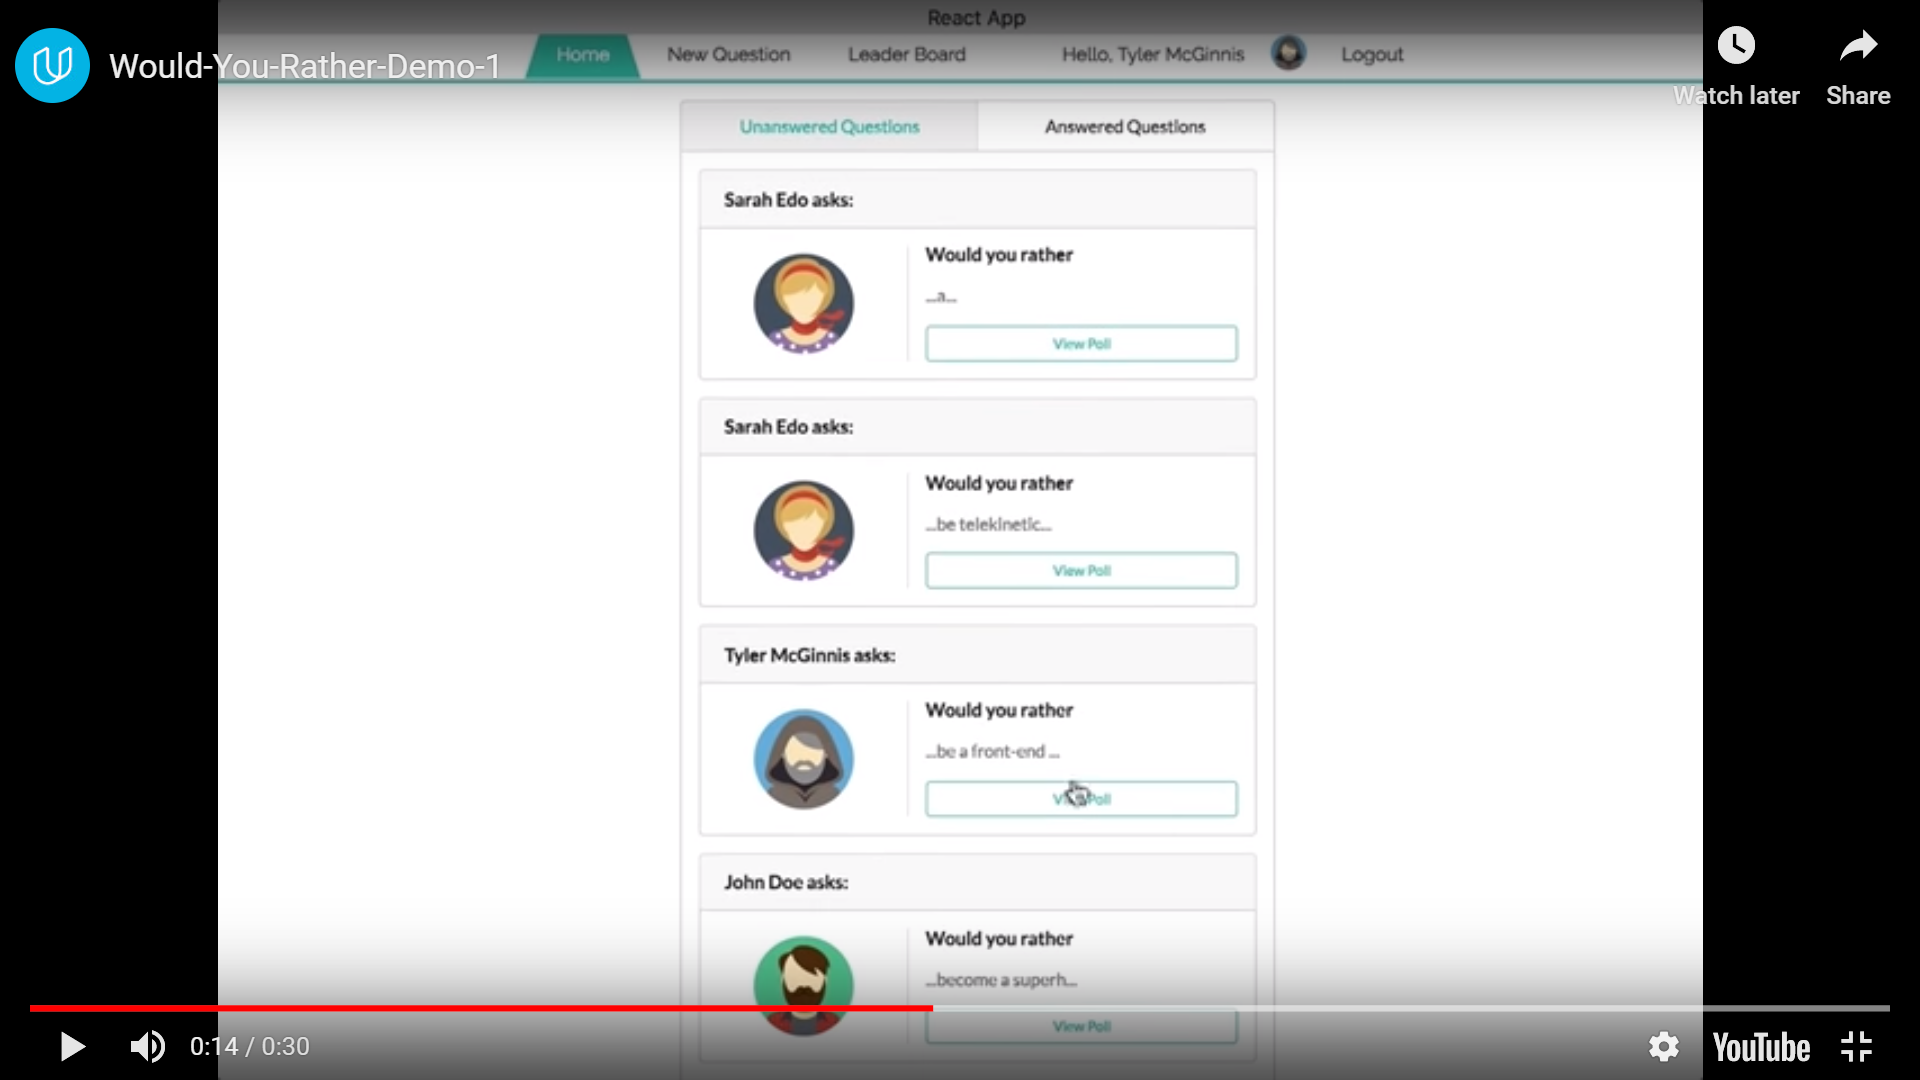 React App
Would-You-Rather-Demo-1
Home
New Question
Leader Board
Hello, Tyler McGinnis
Logout
Watch later
Share
Unanswered Questions
Answered Questions
Sarah Edo asks:
Would you rather
...a...
View Poll
Sarah Edo asks:
Would you rather
...be telekinetic...
View Poll
Tyler McGinnis asks:
Would you rather
...be a front-end ...
View Poll
John Doe asks:
Would you rather
...become a superh...
View Poll
0:14 / 0:30
YouTube